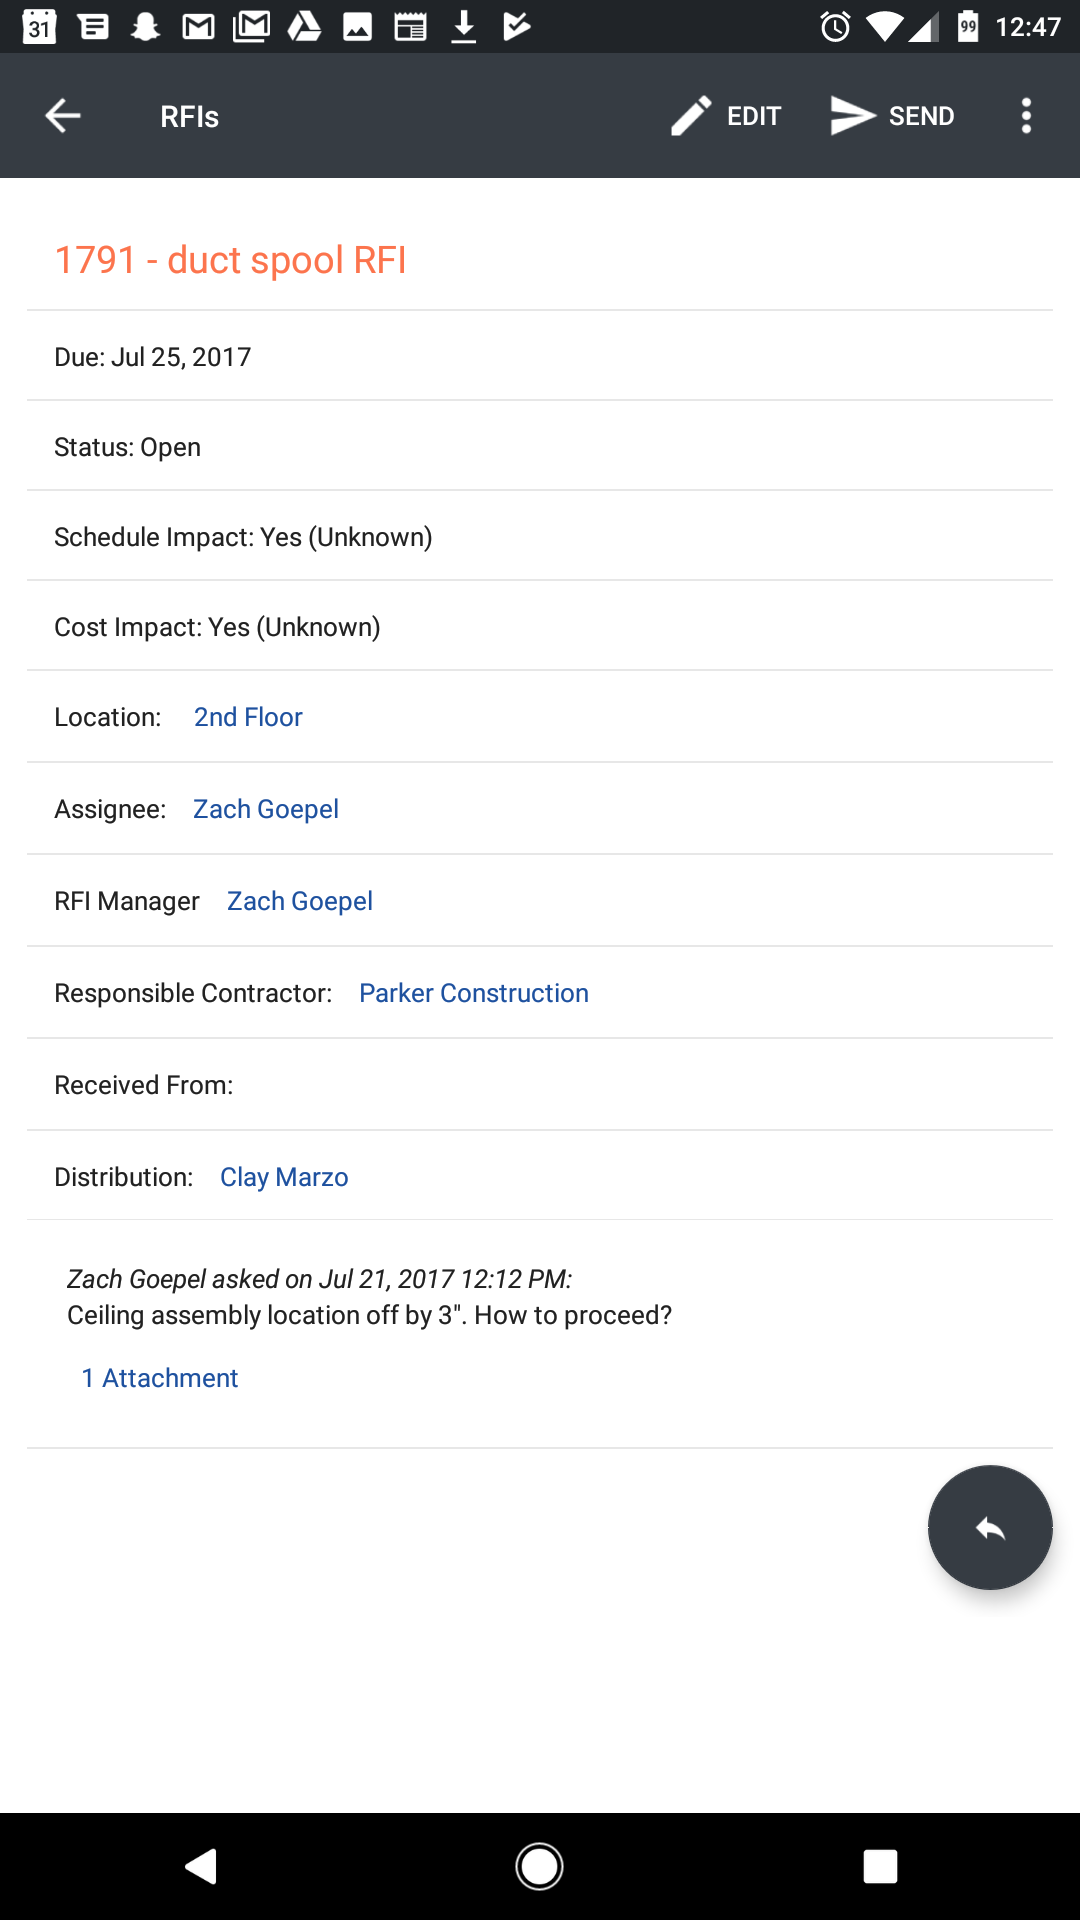 31 99 12:47
RFIs EDIT SEND
1791 - duct spool RFI
Due: Jul 25, 2017
Status: Open
Schedule Impact: Yes (Unknown)
Cost Impact: Yes (Unknown)
Location: 2nd Floor
Assignee: Zach Goepel
RFI Manager Zach Goepel
Responsible Contractor: Parker Construction
Received From:
Distribution: Clay Marzo
Zach Goepel asked on Jul 21, 2017 12:12 PM:
Ceiling assembly location off by 3". How to proceed?
1 Attachment